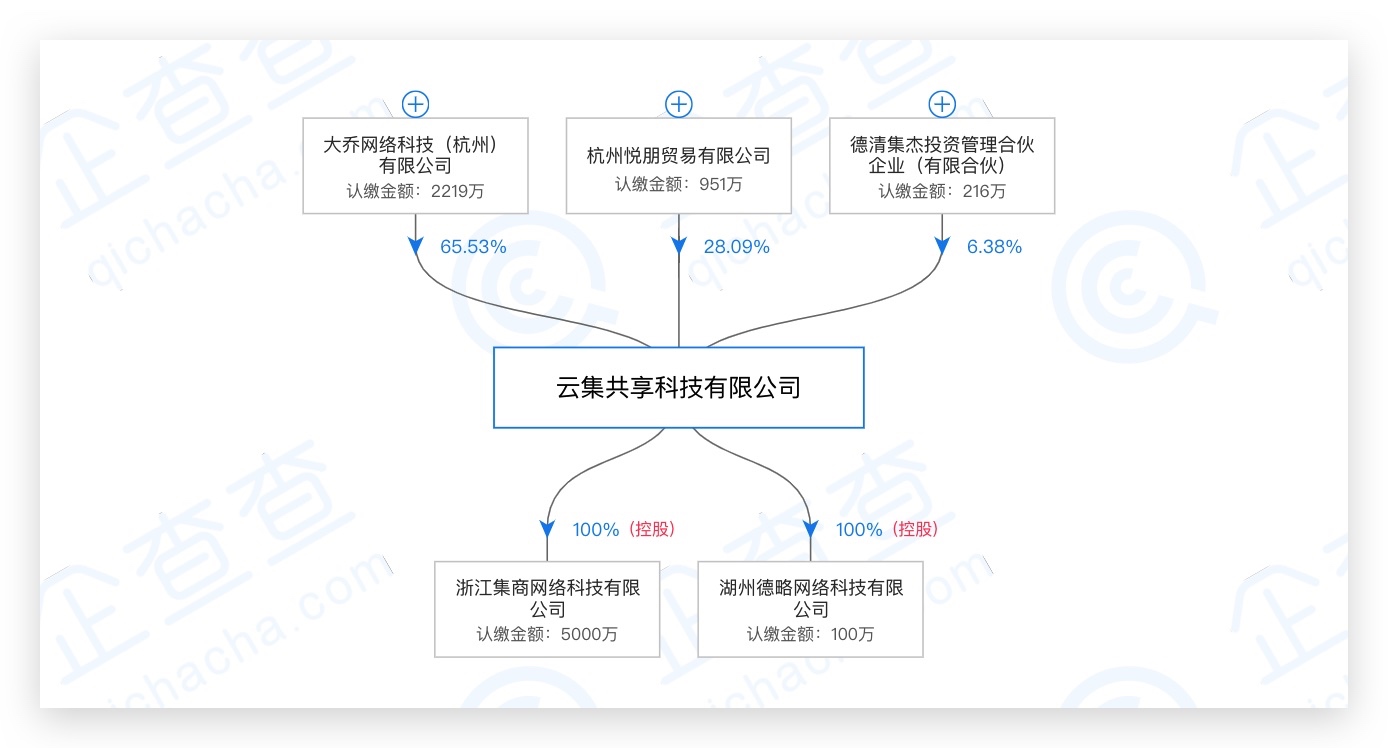 大乔网络科技（杭州）
有限公司
认缴金额：2219万
杭州悦朋贸易有限公司
认缴金额：951万
德清集杰投资管理合伙
企业（有限合伙）
认缴金额：216万
65.53%
28.09%
6.38%
云集共享科技有限公司
100%（控股）
100%（控股）
浙江集商网络科技有限
公司
认缴金额：5000万
湖州德略网络科技有限
公司
认缴金额：100万
企查查
qichacha.com